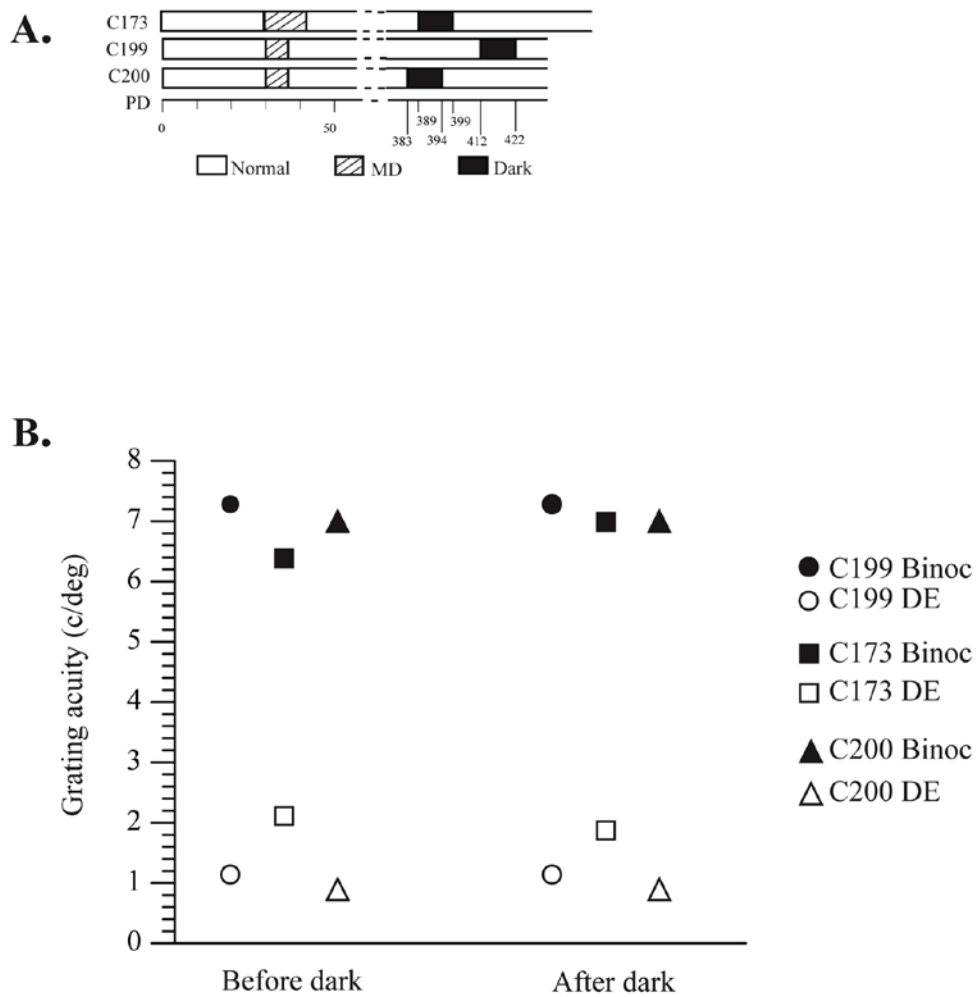 A.
C173
C199
C200
PD
0 50
389 399
383 394 412 422
Normal MD Dark
B.
Grating acuity (c/deg)
8
7
6
5
4
3
2
1
0
Before dark After dark
C199 Binoc
C199 DE
C173 Binoc
C173 DE
C200 Binoc
C200 DE